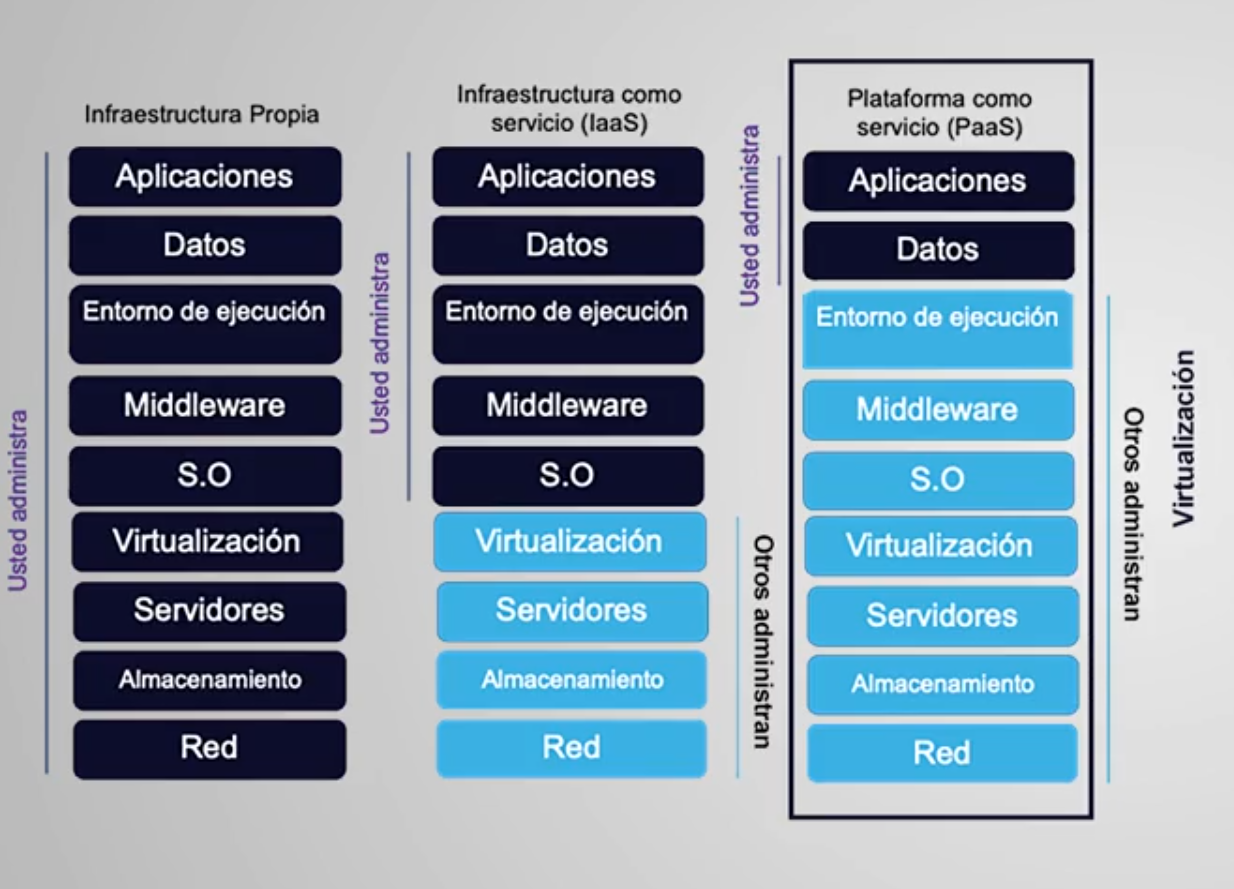 Infraestructura Propia
Usted administra
Aplicaciones
Datos
Entorno de ejecución
Middleware
S.O
Virtualización
Servidores
Almacenamiento
Red
Infraestructura como
servicio (IaaS)
Usted administra
Aplicaciones
Datos
Entorno de ejecución
Middleware
S.O
Virtualización
Servidores
Almacenamiento
Red
Otros administran
Plataforma como
servicio (PaaS)
Usted administra
Aplicaciones
Datos
Entorno de ejecución
Middleware
S.O
Virtualización
Servidores
Almacenamiento
Red
Otros administran
Virtualización